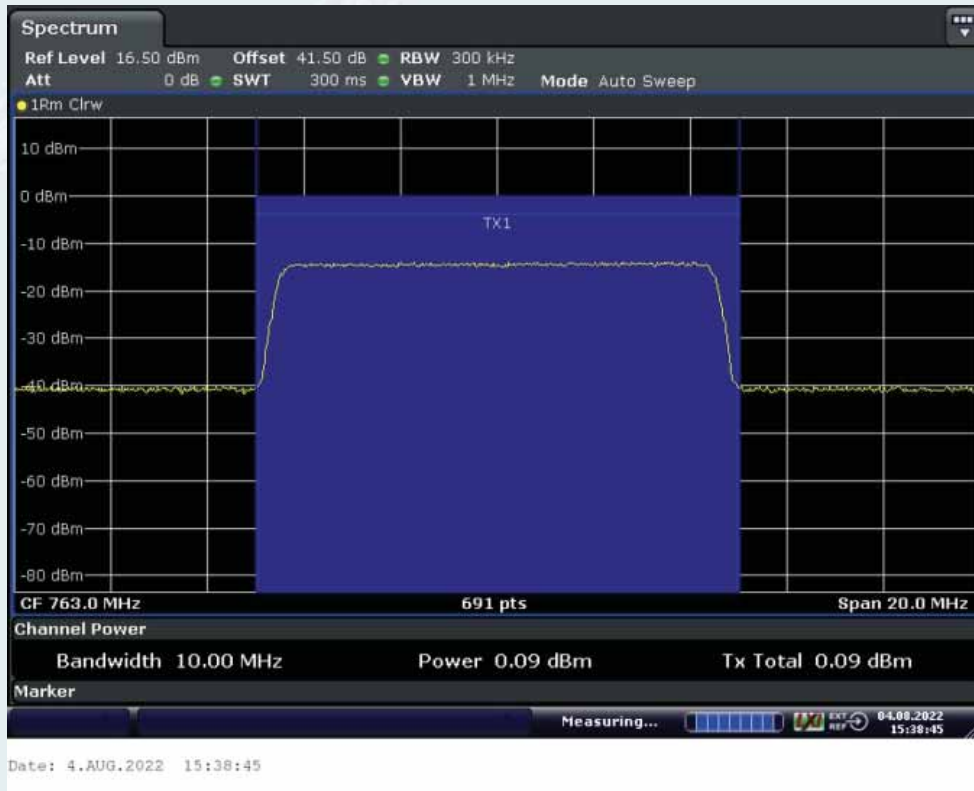 Spectrum
Ref Level 16.50 dBm Offset 41.50 dB RBW 300 kHz
Att 0 dB SWT 300 ms VBW 1 MHz Mode Auto Sweep
1Rm Clrw
10 dBm
0 dBm
TX1
-10 dBm
-20 dBm
-30 dBm
-40 dBm
-50 dBm
-60 dBm
-70 dBm
-80 dBm
CF 763.0 MHz 691 pts Span 20.0 MHz
Channel Power
Bandwidth 10.00 MHz Power 0.09 dBm Tx Total 0.09 dBm
Marker
Measuring... EXT REF 04.08.2022
15:38:45
Date: 4.AUG.2022 15:38:45